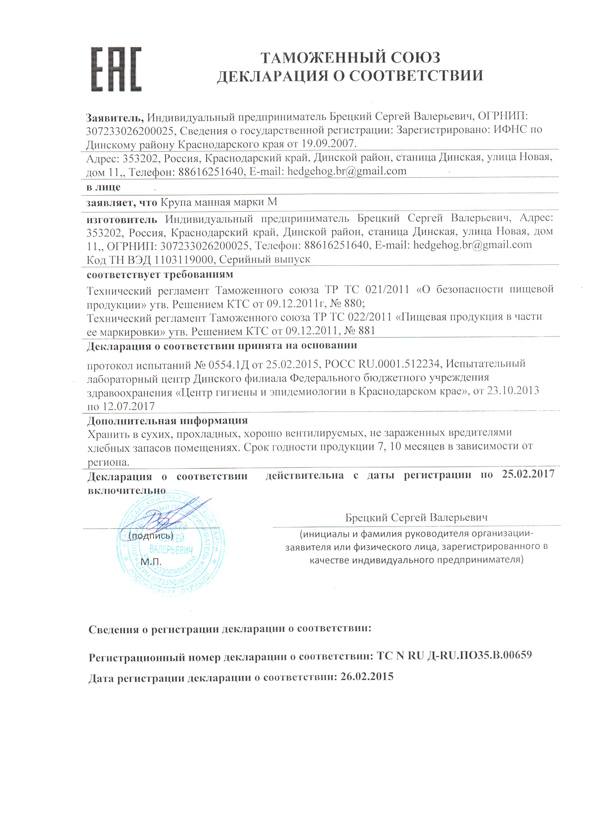 ЕАС
ТАМОЖЕННЫЙ СОЮЗ
ДЕКЛАРАЦИЯ О СООТВЕТСТВИИ
Заявитель, Индивидуальный предприниматель Брецкий Сергей Валерьевич, ОГРНИП:
307233026200025, Сведения о государственной регистрации: Зарегистрировано: ИФНС по
Динскому району Краснодарского края от 19.09.2007.
Адрес: 353202, Россия, Краснодарский край, Динской район, станица Динская, улица Новая,
дом 11,, Телефон: 88616251640, E-mail: hedgehog.br@gmail.com
в лице
заявляет, что Крупа манная марки М
изготовитель Индивидуальный предприниматель Брецкий Сергей Валерьевич, Адрес:
353202, Россия, Краснодарский край, Динской район, станица Динская, улица Новая, дом
11,, ОГРНИП: 307233026200025, Телефон: 88616251640, E-mail: hedgehog.br@gmail.com
Код ТН ВЭД 1103119000, Серийный выпуск
соответствует требованиям
Технический регламент Таможенного союза ТР ТС 021/2011 «О безопасности пищевой
продукции» утв. Решением КТС от 09.12.2011г, № 880;
Технический регламент Таможенного союза ТР ТС 022/2011 «Пищевая продукция в части
ее маркировки» утв. Решением КТС от 09.12.2011, № 881
Декларация о соответствии принята на основании
протокол испытаний № 0554.1Д от 25.02.2015, РОСС RU.0001.512234, Испытательный
лабораторный центр Динского филиала Федерального бюджетного учреждения
здравоохранения «Центр гигиены и эпидемиологии в Краснодарском крае», от 23.10.2013
по 12.07.2017
Дополнительная информация
Хранить в сухих, прохладных, хорошо вентилируемых, не зараженных вредителями
хлебных запасов помещениях. Срок годности продукции 7, 10 месяцев в зависимости от
региона.
Декларация о соответствии действительна с даты регистрации по 25.02.2017
включительно
Брецкий Сергей Валерьевич
(подпись)
(инициалы и фамилия руководителя организации-
заявителя или физического лица, зарегистрированного в
качестве индивидуального предпринимателя)
СЕРГЕЙ
ВАЛЕРЬЕВИЧ
М.П.
Сведения о регистрации декларации о соответствии:
Регистрационный номер декларации о соответствии: ТС N RU Д-RU.ПО35.В.00659
Дата регистрации декларации о соответствии: 26.02.2015